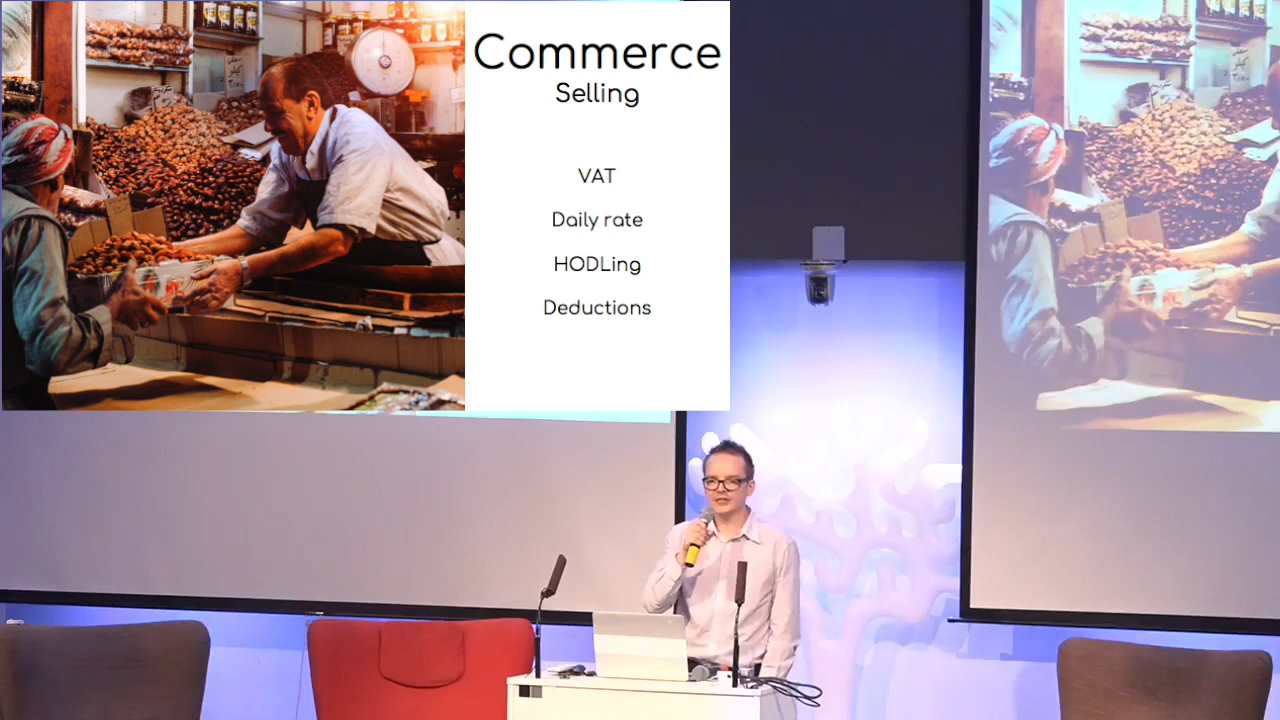 Commerce
Selling
VAT
Daily rate
HODLing
Deductions